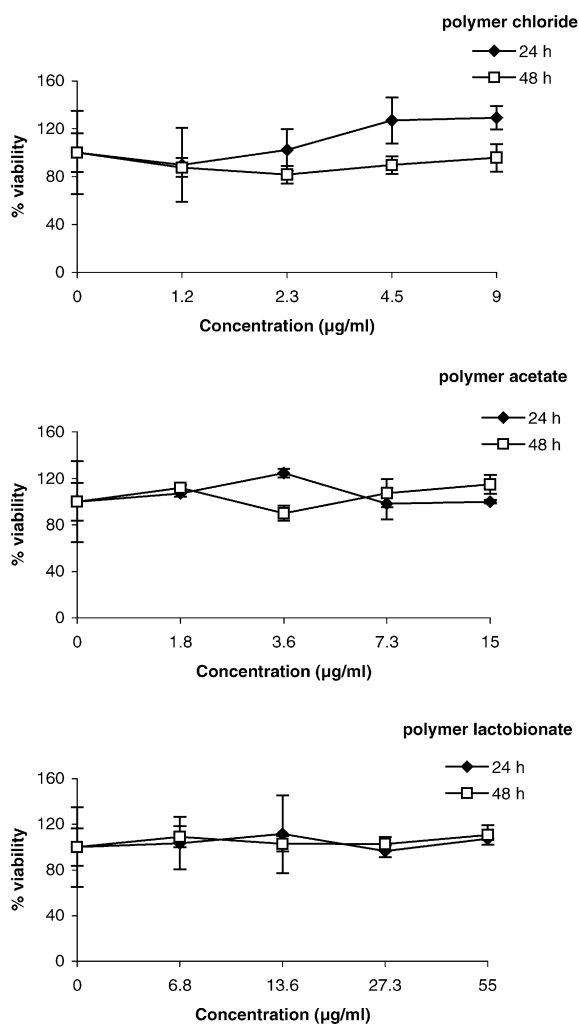 polymer chloride
24 h
48 h
160
120
80
40
0
% viability
0 1.2 2.3 4.5 9
Concentration (µg/ml)
polymer acetate
24 h
48 h
160
120
80
40
0
% viability
0 1.8 3.6 7.3 15
Concentration (µg/ml)
polymer lactobionate
24 h
48 h
160
120
80
40
0
% viability
0 6.8 13.6 27.3 55
Concentration (µg/ml)